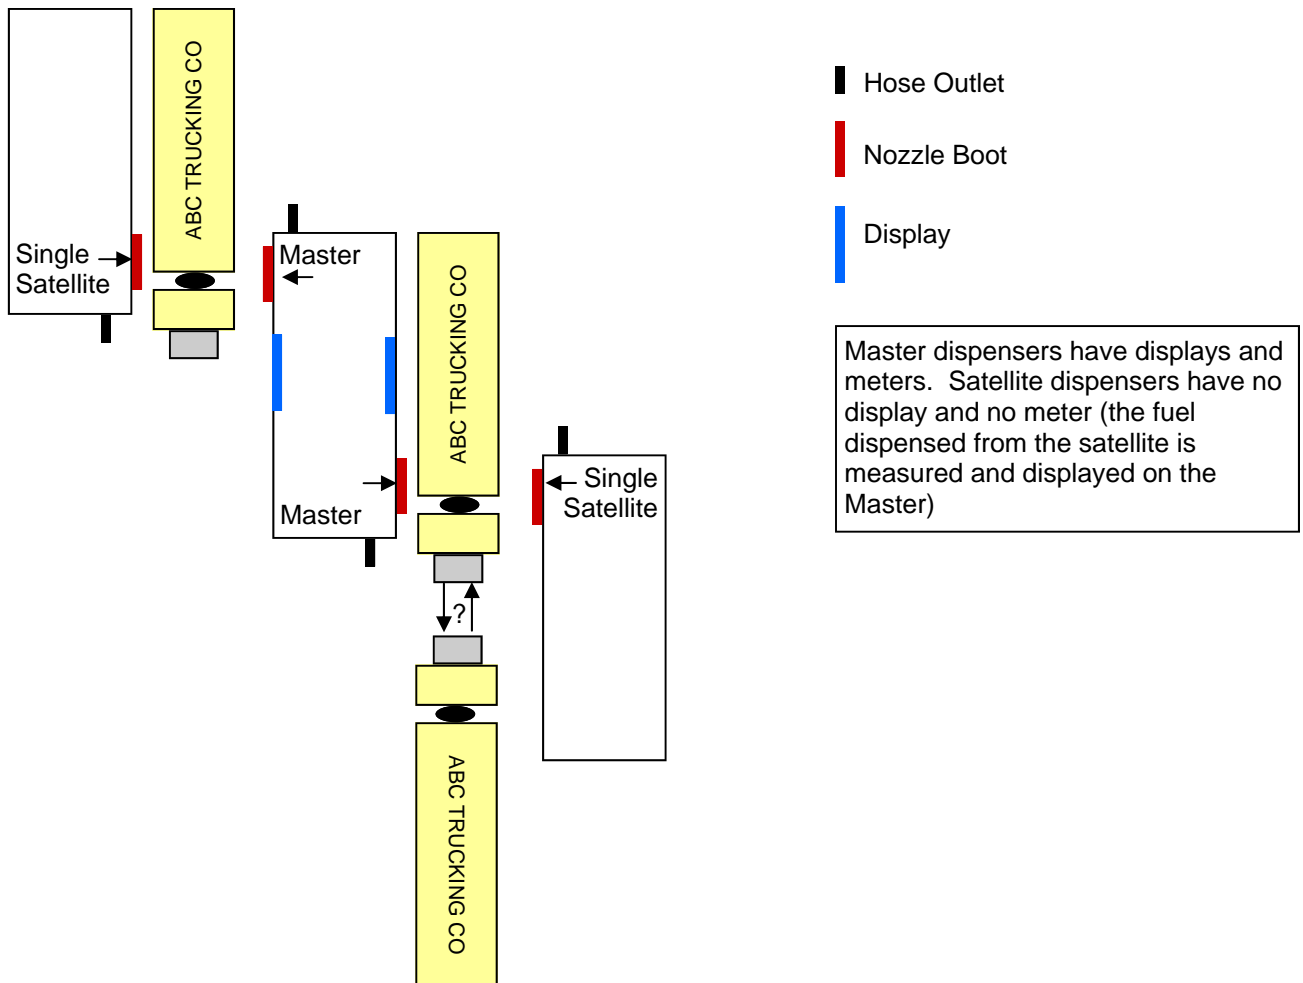 ABC TRUCKING CO
Single
Satellite
Master
ABC TRUCKING CO
Master
Single
Satellite
?
ABC TRUCKING CO
Hose Outlet
Nozzle Boot
Display
Master dispensers have displays and
meters.  Satellite dispensers have no
display and no meter (the fuel
dispensed from the satellite is
measured and displayed on the
Master)